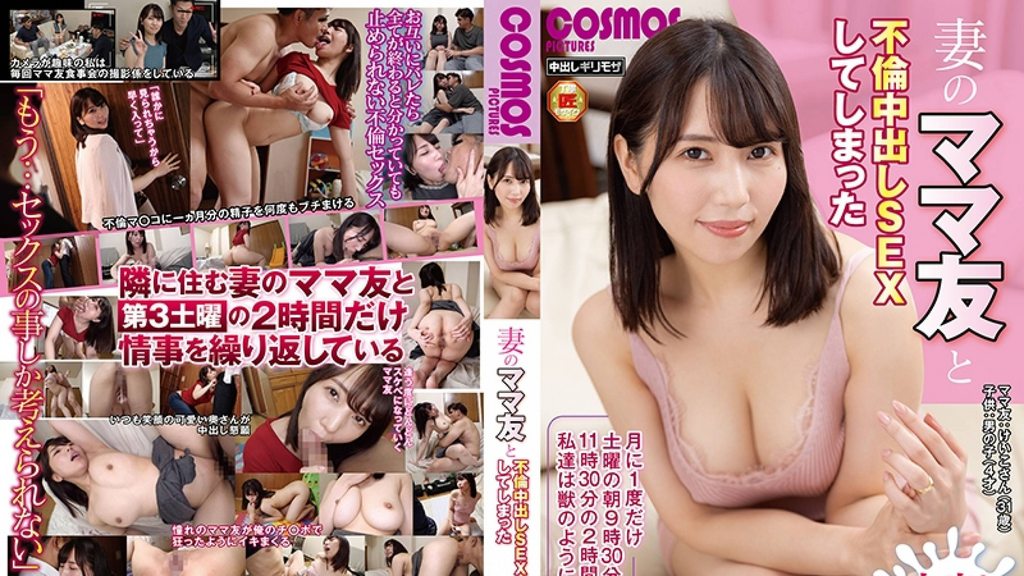 カメラが趣味の私は
毎回ママ友食事会の撮影係をしている
「誰かに
見られちゃうから
早く入って」
お互いにバレたら
全てが終わると分かっていても
止められない不倫セックス
「もう‥セックスの事しか考えられない」
不倫マ〇コに一ヵ月分の精子を何度もブチまける
隣に住む妻のママ友と
第3土曜の2時間だけ
情事を繰り返している
いつも笑顔の可愛い奥さんが
中出し懇願
スケベになっていく
ママ友
憧れのママ友が俺のチ〇ポで
狂ったようにイキまくる
COSMOS
PICTURES
妻のママ友と
不倫中出しSEX
してしまった
COSMOS
PICTURES
中出しギリモザ
匠
妻のママ友と
不倫中出しSEX
してしまった
ママ友:けいこさん(31歳)
月に1度だけ
土曜の朝9時30分
11時30分の2時間
私達は獣のように